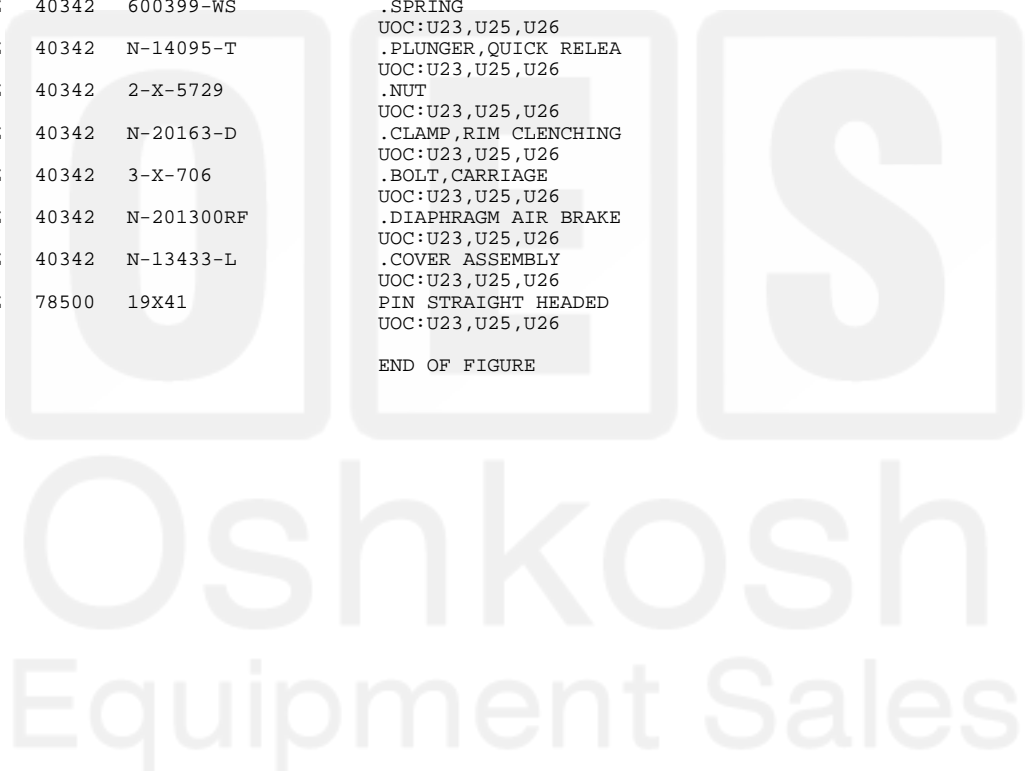 40342 600399-WS .SPRING
UOC:U23,U25,U26
40342 N-14095-T .PLUNGER,QUICK RELEA
UOC:U23,U25,U26
40342 2-X-5729 .NUT
UOC:U23,U25,U26
40342 N-20163-D .CLAMP,RIM CLENCHING
UOC:U23,U25,U26
40342 3-X-706 .BOLT,CARRIAGE
UOC:U23,U25,U26
40342 N-201300RF .DIAPHRAGM AIR BRAKE
UOC:U23,U25,U26
40342 N-13433-L .COVER ASSEMBLY
UOC:U23,U25,U26
78500 19X41 PIN STRAIGHT HEADED
UOC:U23,U25,U26
END OF FIGURE
OES
Oshkosh
Equipment Sales